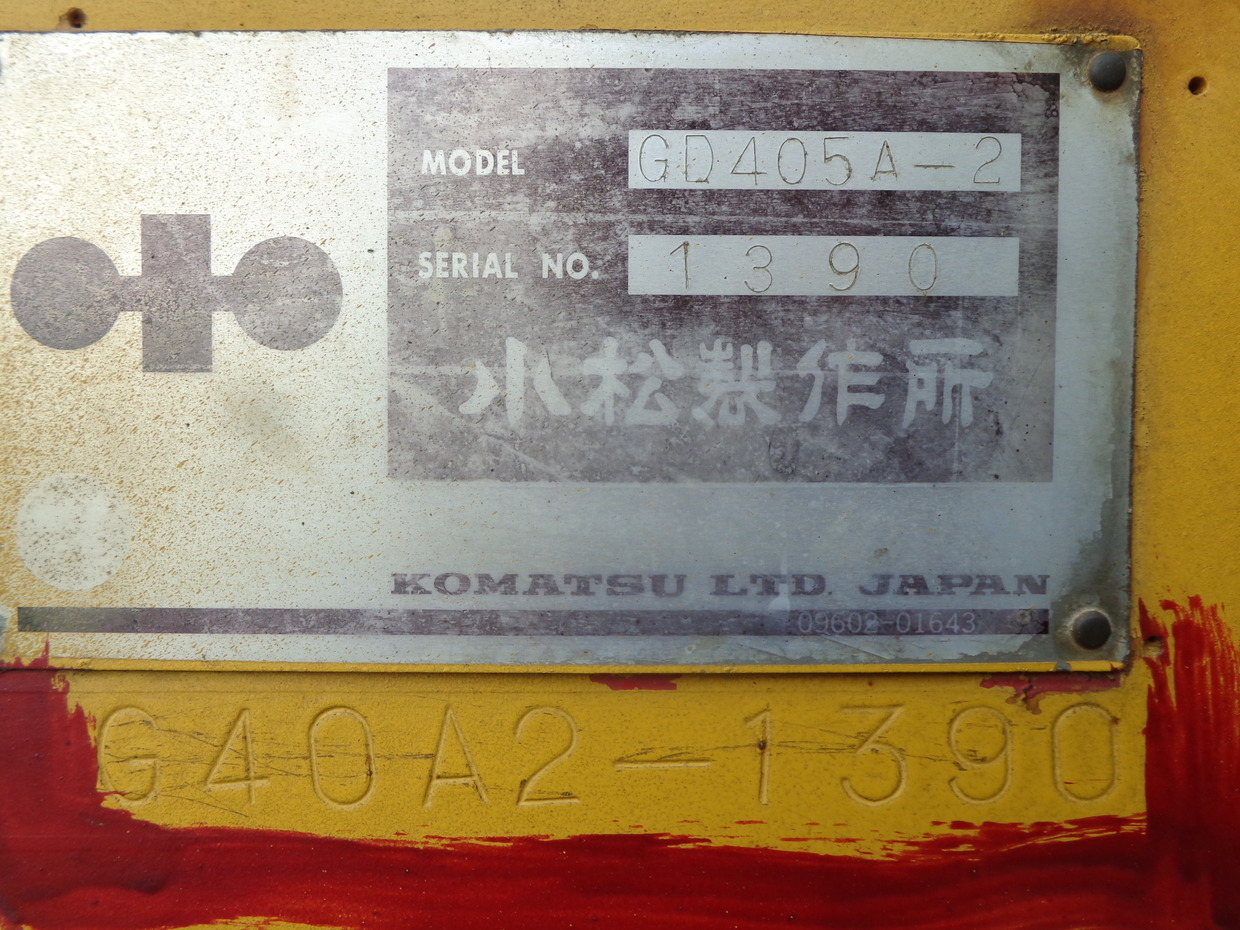 MODEL GD405A-2
SERIAL NO. 1390
小松製作所
KOMATSU LTD. JAPAN
09602-01643
G40A2-1390